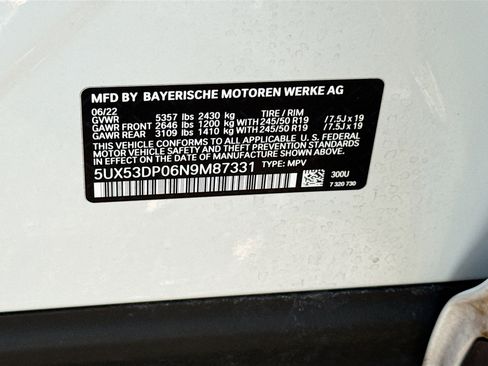 MFD BY BAYERISCHE MOTOREN WERKE AG
06/22
GVWR 5357 lbs 2430 kg TIRE / RIM
GAWR FRONT 2646 lbs 1200 kg WITH 245/50 R19 /7.5J x 19
GAWR REAR 3109 lbs 1410 kg WITH 245/50 R19 /7.5J x 19
THIS VEHICLE CONFORMS TO ALL APPLICABLE U. S. FEDERAL
MOTOR VEHICLE SAFETY AND THEFT PREVENTION STANDARDS
IN EFFECT ON THE DATE OF MANUFACTURE SHOWN ABOVE.
5UX53DP06N9M87331 TYPE: MPV
300U
7 320 730